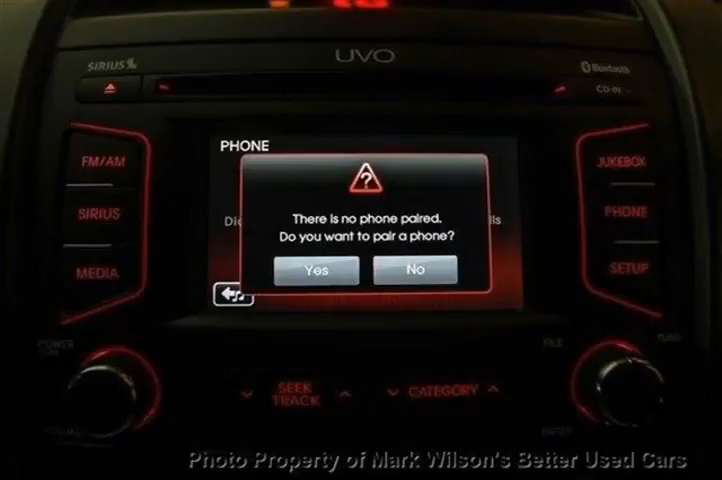 UVO
SIRIUS
Bluetooth
CD-IN
FM/AM
SIRIUS
MEDIA
PHONE
?
There is no phone paired.
Do you want to pair a phone?
Yes
No
JUKEBOX
PHONE
SETUP
POWER
FILE
TUNE
SEEK
TRACK
CATEGORY
ENTER
Photo Property of Mark Wilson's Better Used Cars